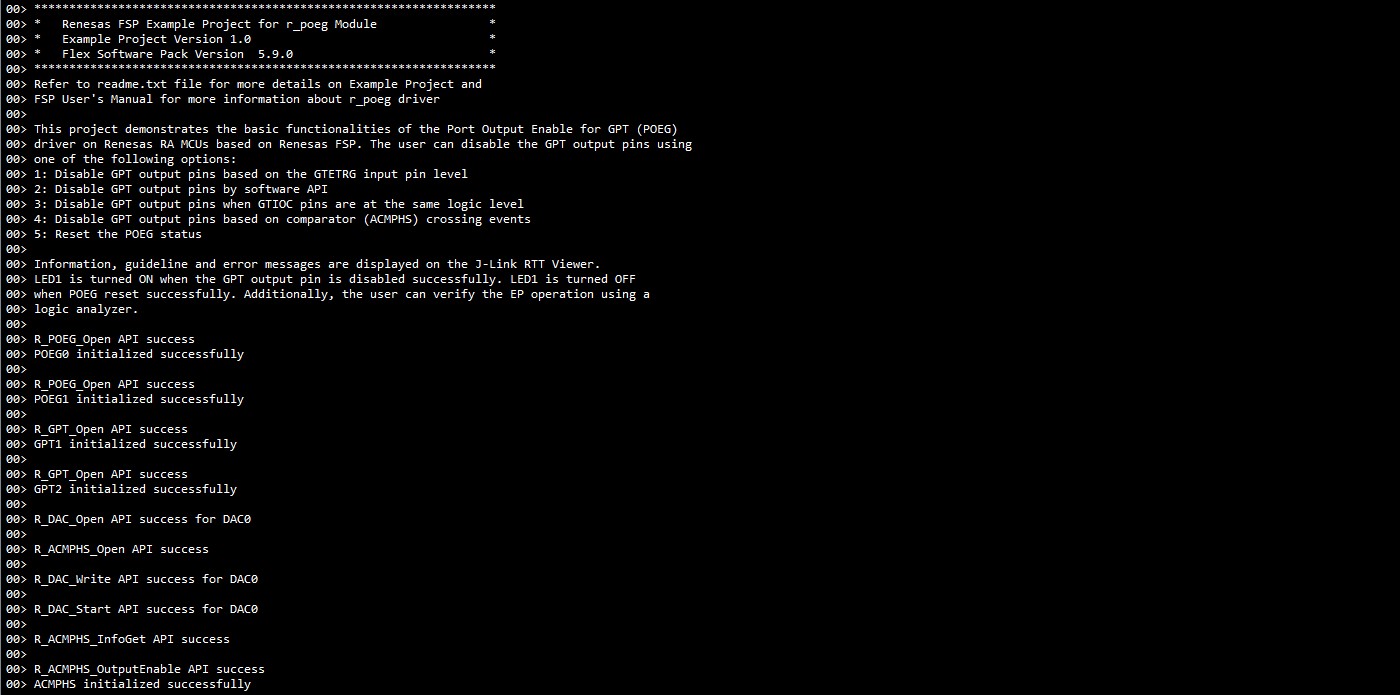 00> ******************************************************************
00> *   Renesas FSP Example Project for r_poeg Module                *
00> *   Example Project Version 1.0                                  *
00> *   Flex Software Pack Version  5.9.0                            *
00> ******************************************************************
00> Refer to readme.txt file for more details on Example Project and
00> FSP User's Manual for more information about r_poeg driver
00>
00> This project demonstrates the basic functionalities of the Port Output Enable for GPT (POEG)
00> driver on Renesas RA MCUs based on Renesas FSP. The user can disable the GPT output pins using
00> one of the following options:
00> 1: Disable GPT output pins based on the GTETRG input pin level
00> 2: Disable GPT output pins by software API
00> 3: Disable GPT output pins when GTIOC pins are at the same logic level
00> 4: Disable GPT output pins based on comparator (ACMPHS) crossing events
00> 5: Reset the POEG status
00>
00> Information, guideline and error messages are displayed on the J-Link RTT Viewer.
00> LED1 is turned ON when the GPT output pin is disabled successfully. LED1 is turned OFF
00> when POEG reset successfully. Additionally, the user can verify the EP operation using a
00> logic analyzer.
00>
00> R_POEG_Open API success
00> POEG0 initialized successfully
00>
00> R_POEG_Open API success
00> POEG1 initialized successfully
00>
00> R_GPT_Open API success
00> GPT1 initialized successfully
00>
00> R_GPT_Open API success
00> GPT2 initialized successfully
00>
00> R_DAC_Open API success for DAC0
00>
00> R_ACMPHS_Open API success
00>
00> R_DAC_Write API success for DAC0
00>
00> R_DAC_Start API success for DAC0
00>
00> R_ACMPHS_InfoGet API success
00>
00> R_ACMPHS_OutputEnable API success
00> ACMPHS initialized successfully